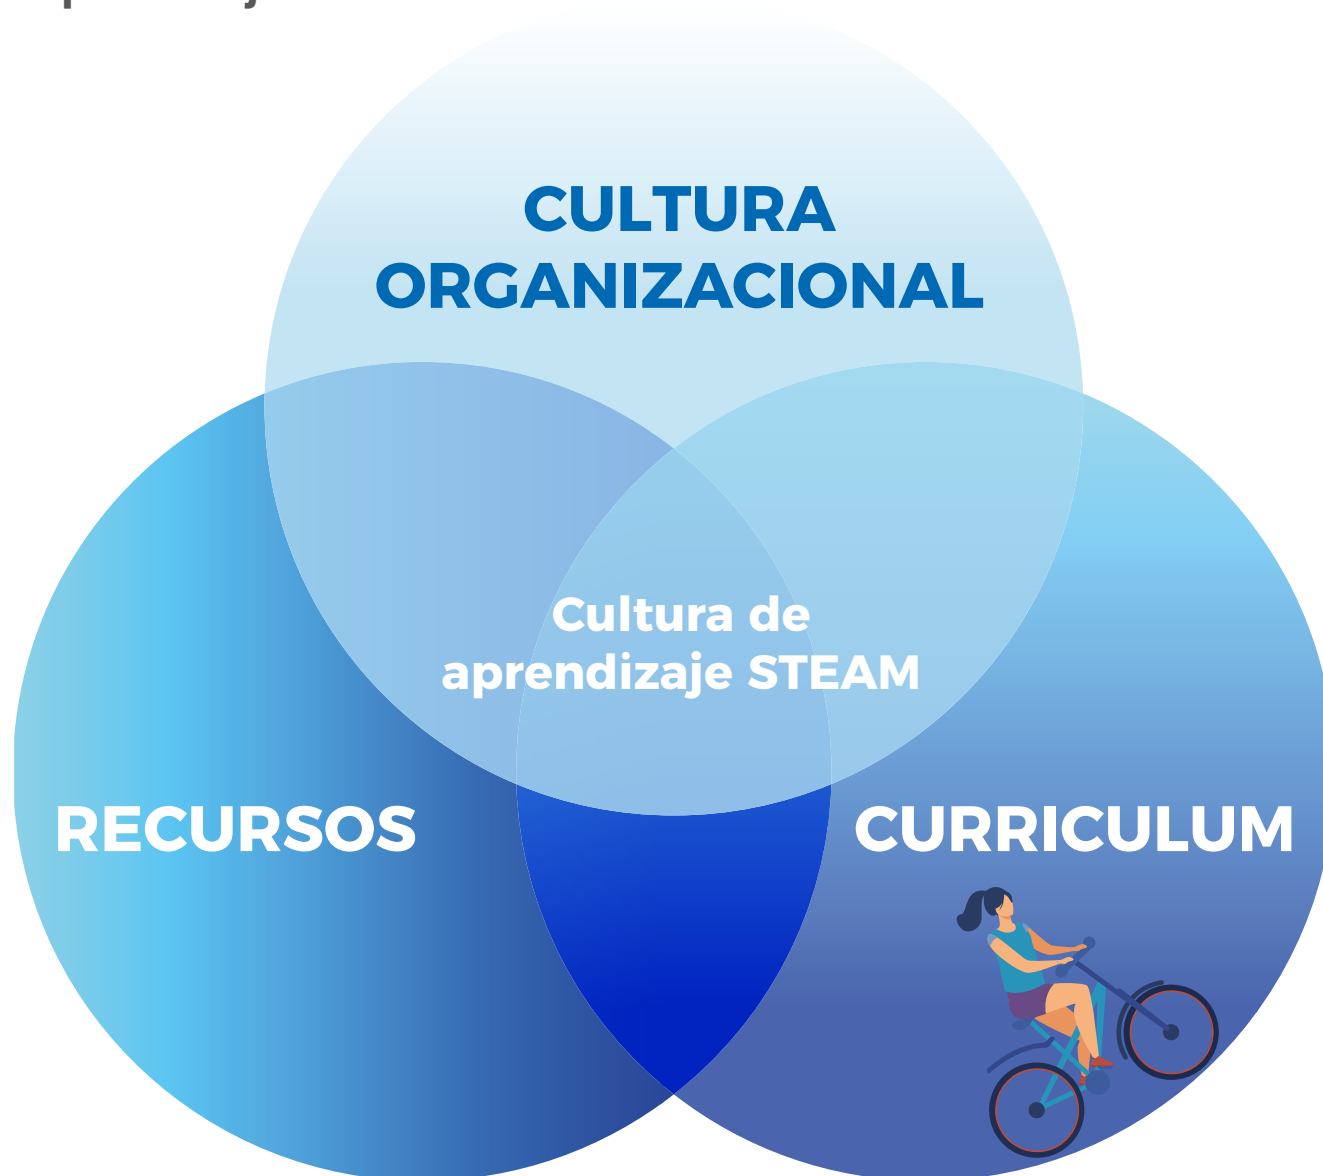 CULTURA
ORGANIZACIONAL
Cultura de
aprendizaje STEAM
RECURSOS
CURRICULUM